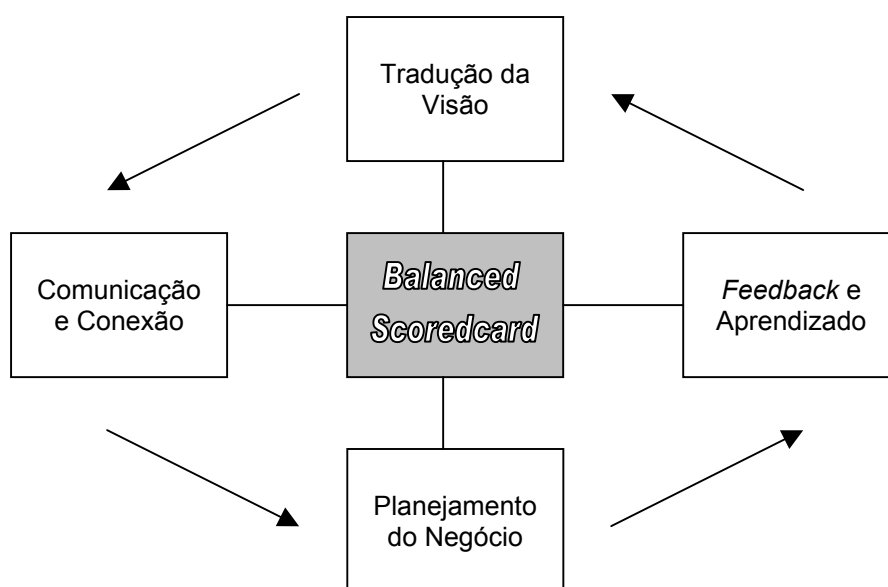 Tradução da
Visão
Comunicação
e Conexão
Balanced
Scoredcard
Feedback e
Aprendizado
Planejamento
do Negócio